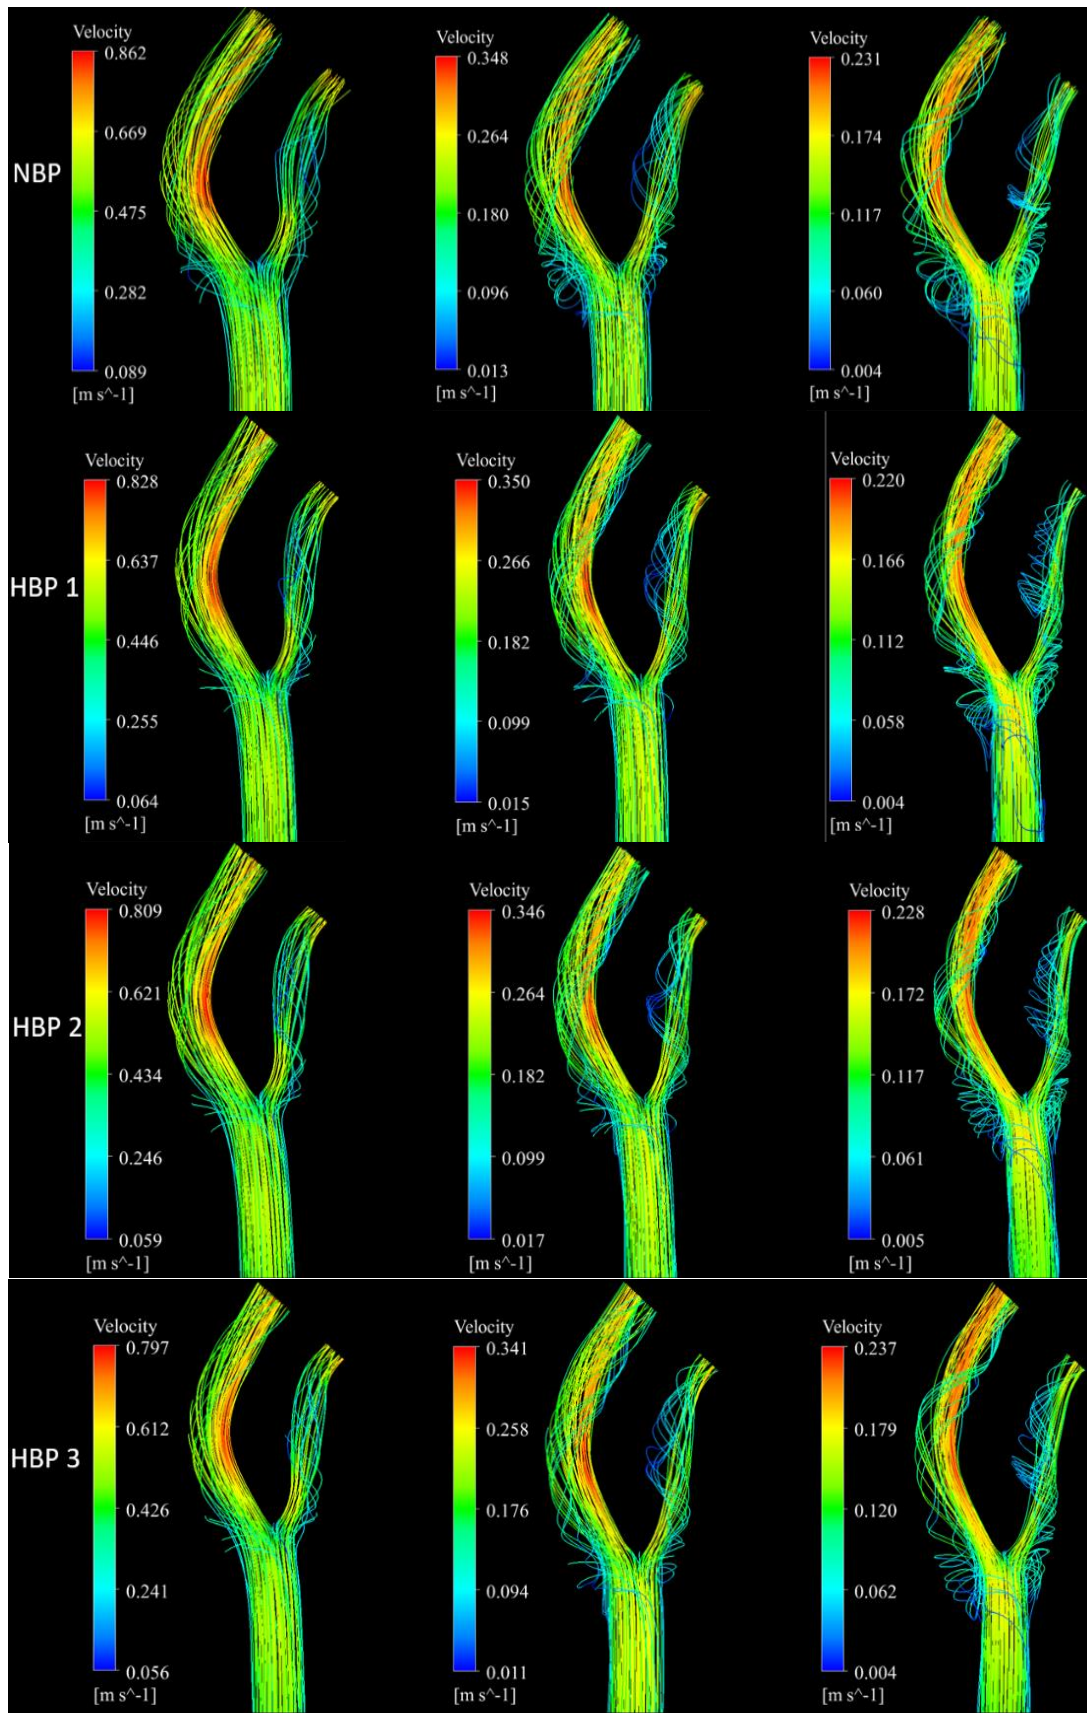 NBP
Velocity
0.862
0.669
0.475
0.282
0.089
[m s^-1]
Velocity
0.348
0.264
0.180
0.096
0.013
[m s^-1]
Velocity
0.231
0.174
0.117
0.060
0.004
[m s^-1]
HBP 1
Velocity
0.828
0.637
0.446
0.255
0.064
[m s^-1]
Velocity
0.350
0.266
0.182
0.099
0.015
[m s^-1]
Velocity
0.220
0.166
0.112
0.058
0.004
[m s^-1]
HBP 2
Velocity
0.809
0.621
0.434
0.246
0.059
[m s^-1]
Velocity
0.346
0.264
0.182
0.099
0.017
[m s^-1]
Velocity
0.228
0.172
0.117
0.061
0.005
[m s^-1]
HBP 3
Velocity
0.797
0.612
0.426
0.241
0.056
[m s^-1]
Velocity
0.341
0.258
0.176
0.094
0.011
[m s^-1]
Velocity
0.237
0.179
0.120
0.062
0.004
[m s^-1]